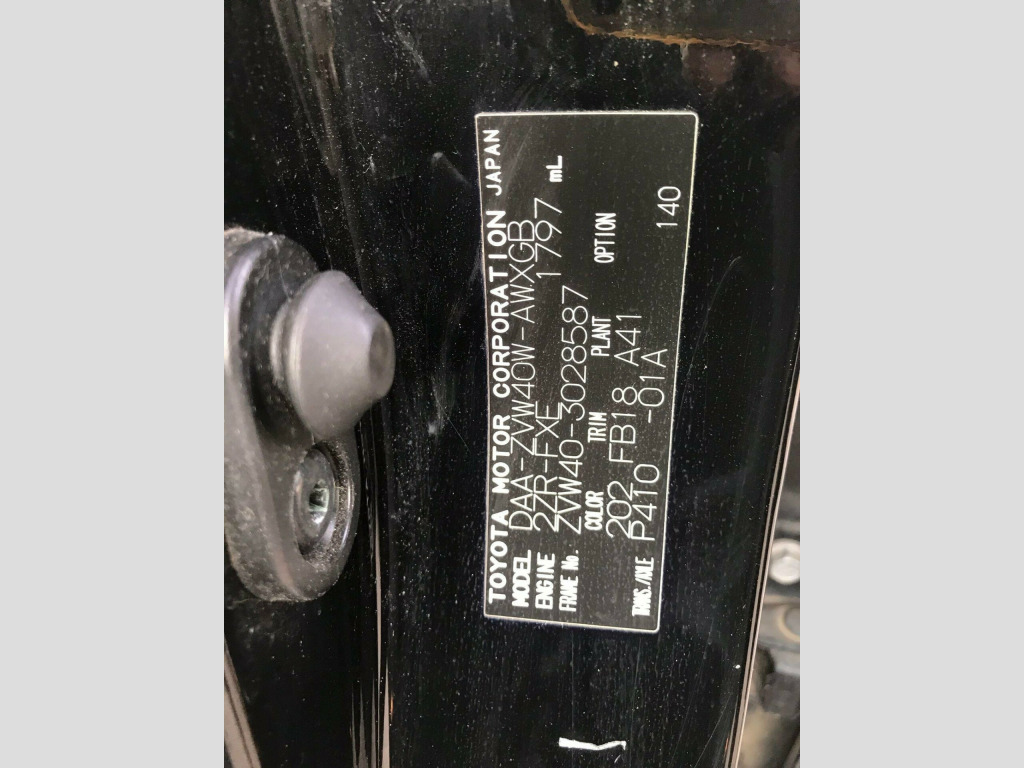 TOYOTA MOTOR CORPORATION JAPAN
MODEL DAA-ZVW40W-AWXGB
ENGINE 2ZR-FXE 1797 mL
FRAME No. ZVW40-3028587
COLOR TRIM PLANT OPTION
202 FB18 A41
TRANS./AXLE P410 -01A 140